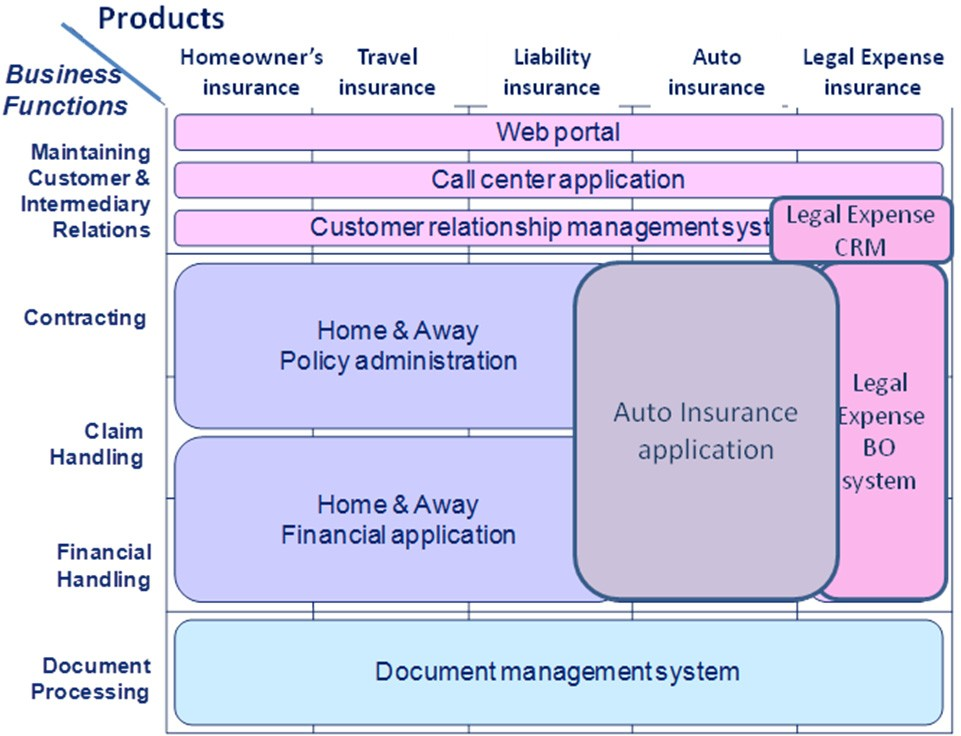 Products
Business
Functions
Homeowner's
insurance
Travel
insurance
Liability
insurance
Auto
insurance
Legal Expense
insurance
Maintaining
Customer &
Intermediary
Relations
Web portal
Call center application
Customer relationship management syst
Legal Expense
CRM
Contracting
Home & Away
Policy administration
Auto Insurance
application
Legal
Expense
BO
system
Claim
Handling
Home & Away
Financial application
Financial
Handling
Document
Processing
Document management system